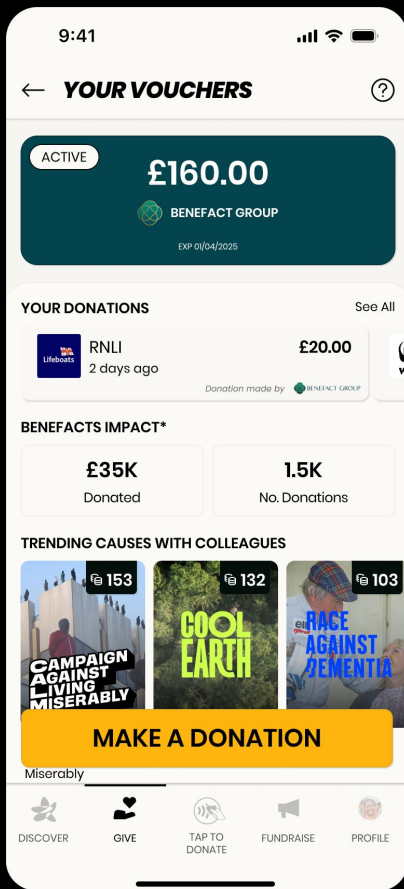 9:41
YOUR VOUCHERS
?
ACTIVE
£160.00
BENEFACT GROUP
EXP 01/04/2025
YOUR DONATIONS
See All
Lifeboats
RNLI
£20.00
2 days ago
Donation made by BENEFACT GROUP
BENEFACTS IMPACT*
£35K
Donated
1.5K
No. Donations
TRENDING CAUSES WITH COLLEAGUES
153
132
103
CAMPAIGN
AGAINST
LIVING
MISERABLY
COOL
EARTH
RACE
AGAINST
DEMENTIA
MAKE A DONATION
Miserably
DISCOVER
GIVE
TAP TO
DONATE
FUNDRAISE
PROFILE